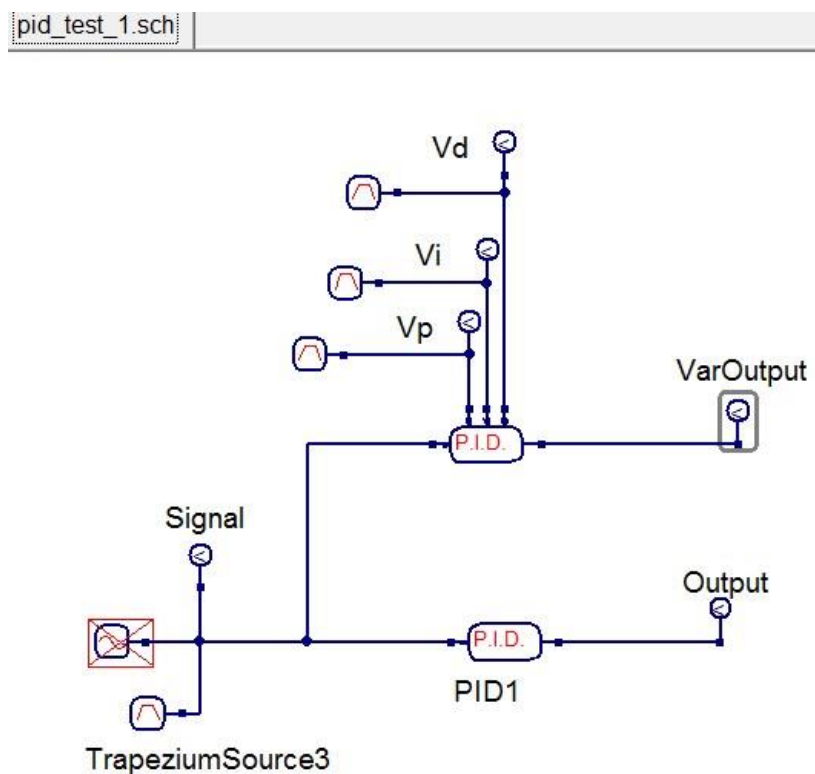 pid_test_1.sch
Vd
Vi
Vp
VarOutput
P.I.D.
Signal
Output
P.I.D.
PID1
TrapeziumSource3